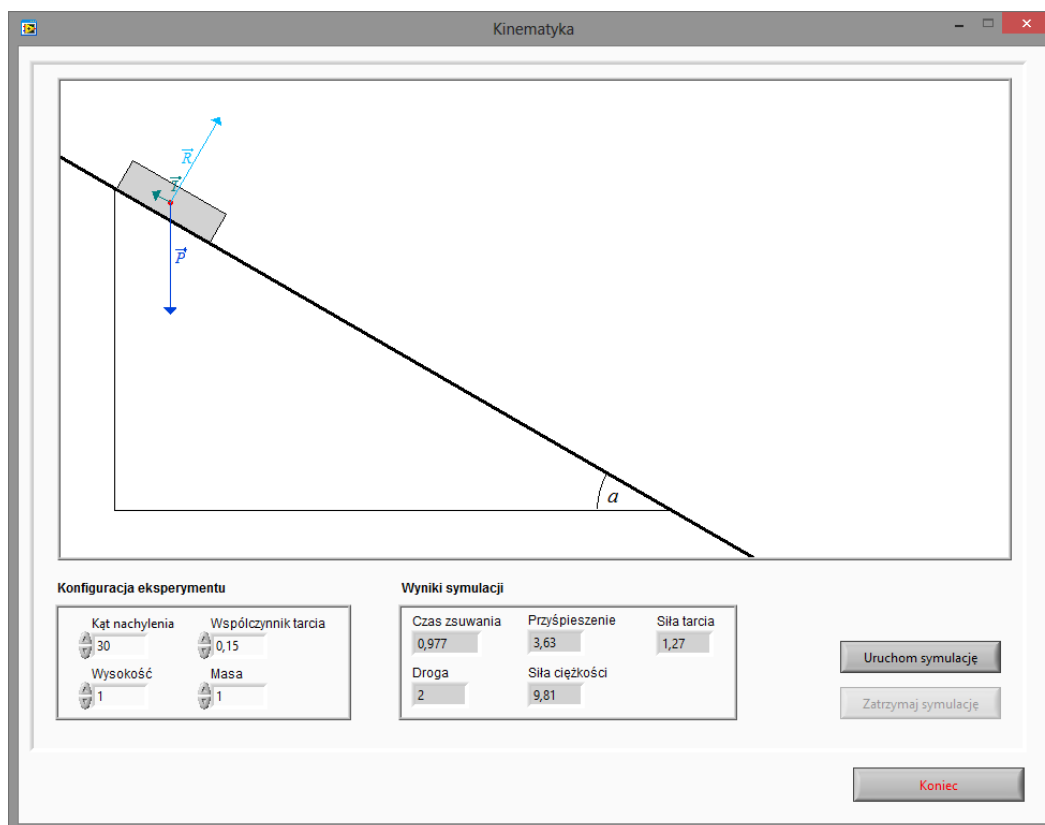 Kinematyka
R
T
P
a
Konfiguracja eksperymentu
Kąt nachylenia Współczynnik tarcia
30 0,15
Wysokość Masa
1 1
Wyniki symulacji
Czas zsuwania Przyśpieszenie Siła tarcia
0,977 3,63 1,27
Droga Siła ciężkości
2 9,81
Uruchom symulację
Zatrzymaj symulację
Koniec